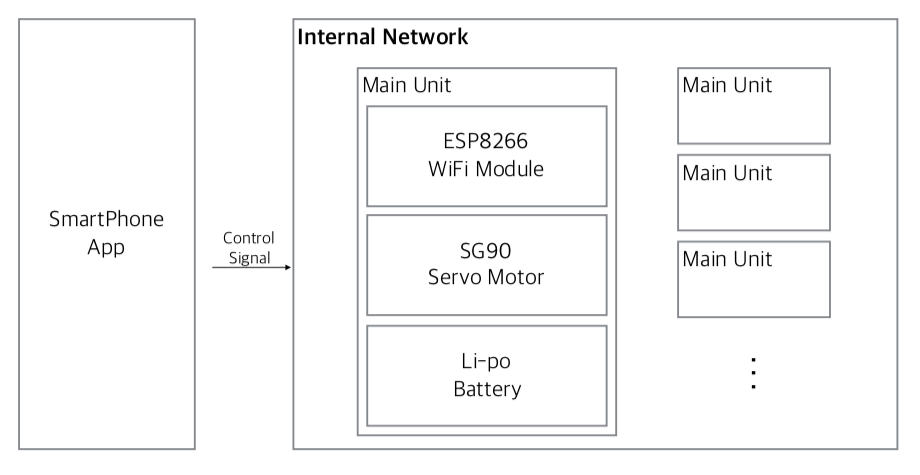 SmartPhone
App
Control
Signal
Internal Network
Main Unit
ESP8266
WiFi Module
SG90
Servo Motor
Li-po
Battery
Main Unit
Main Unit
Main Unit
⋮